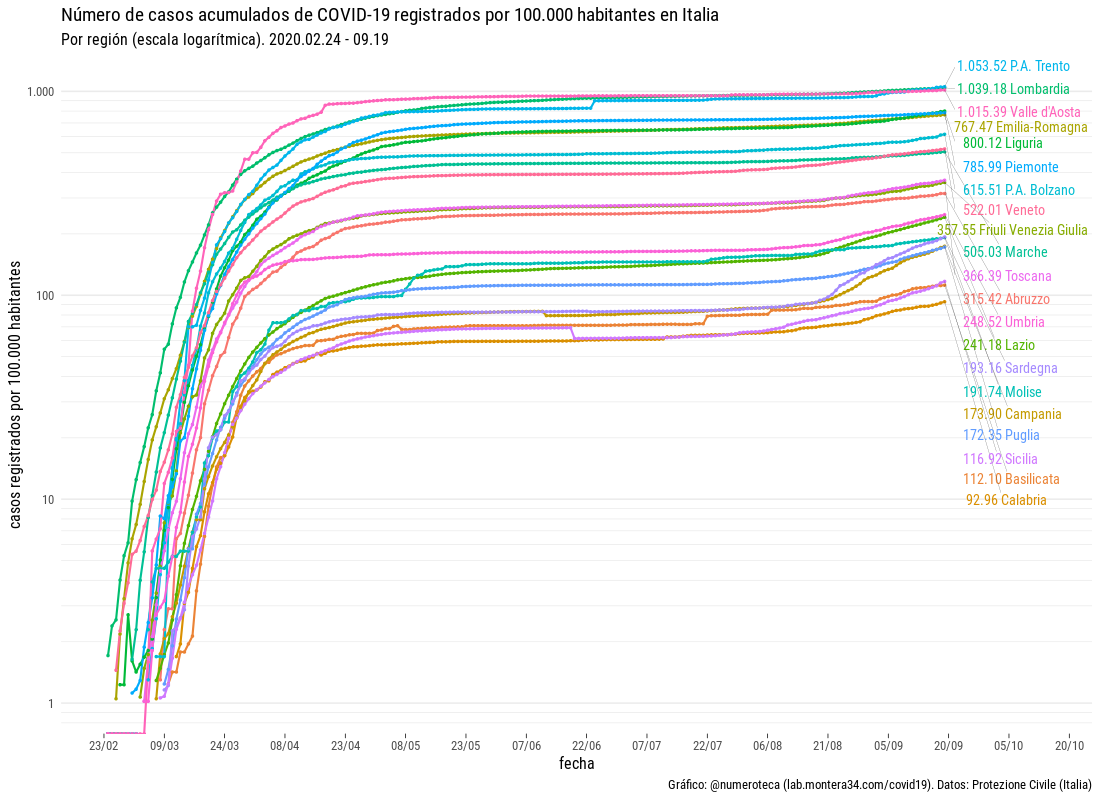 Número de casos acumulados de COVID-19 registrados por 100.000 habitantes en Italia
Por región (escala logarítmica). 2020.02.24 - 09.19
casos registrados por 100.000 habitantes
1.000
100
10
1
1.053.52 P.A. Trento
1.039.18 Lombardia
1.015.39 Valle d'Aosta
767.47 Emilia-Romagna
800.12 Liguria
785.99 Piemonte
615.51 P.A. Bolzano
522.01 Veneto
357.55 Friuli Venezia Giulia
505.03 Marche
366.39 Toscana
315.42 Abruzzo
248.52 Umbria
241.18 Lazio
193.16 Sardegna
191.74 Molise
173.90 Campania
172.35 Puglia
116.92 Sicilia
112.10 Basilicata
92.96 Calabria
23/02 09/03 24/03 08/04 23/04 08/05 23/05 07/06 22/06 07/07 22/07 06/08 21/08 05/09 20/09 05/10 20/10
fecha
Gráfico: @numeroteca (lab.montera34.com/covid19). Datos: Protezione Civile (Italia)